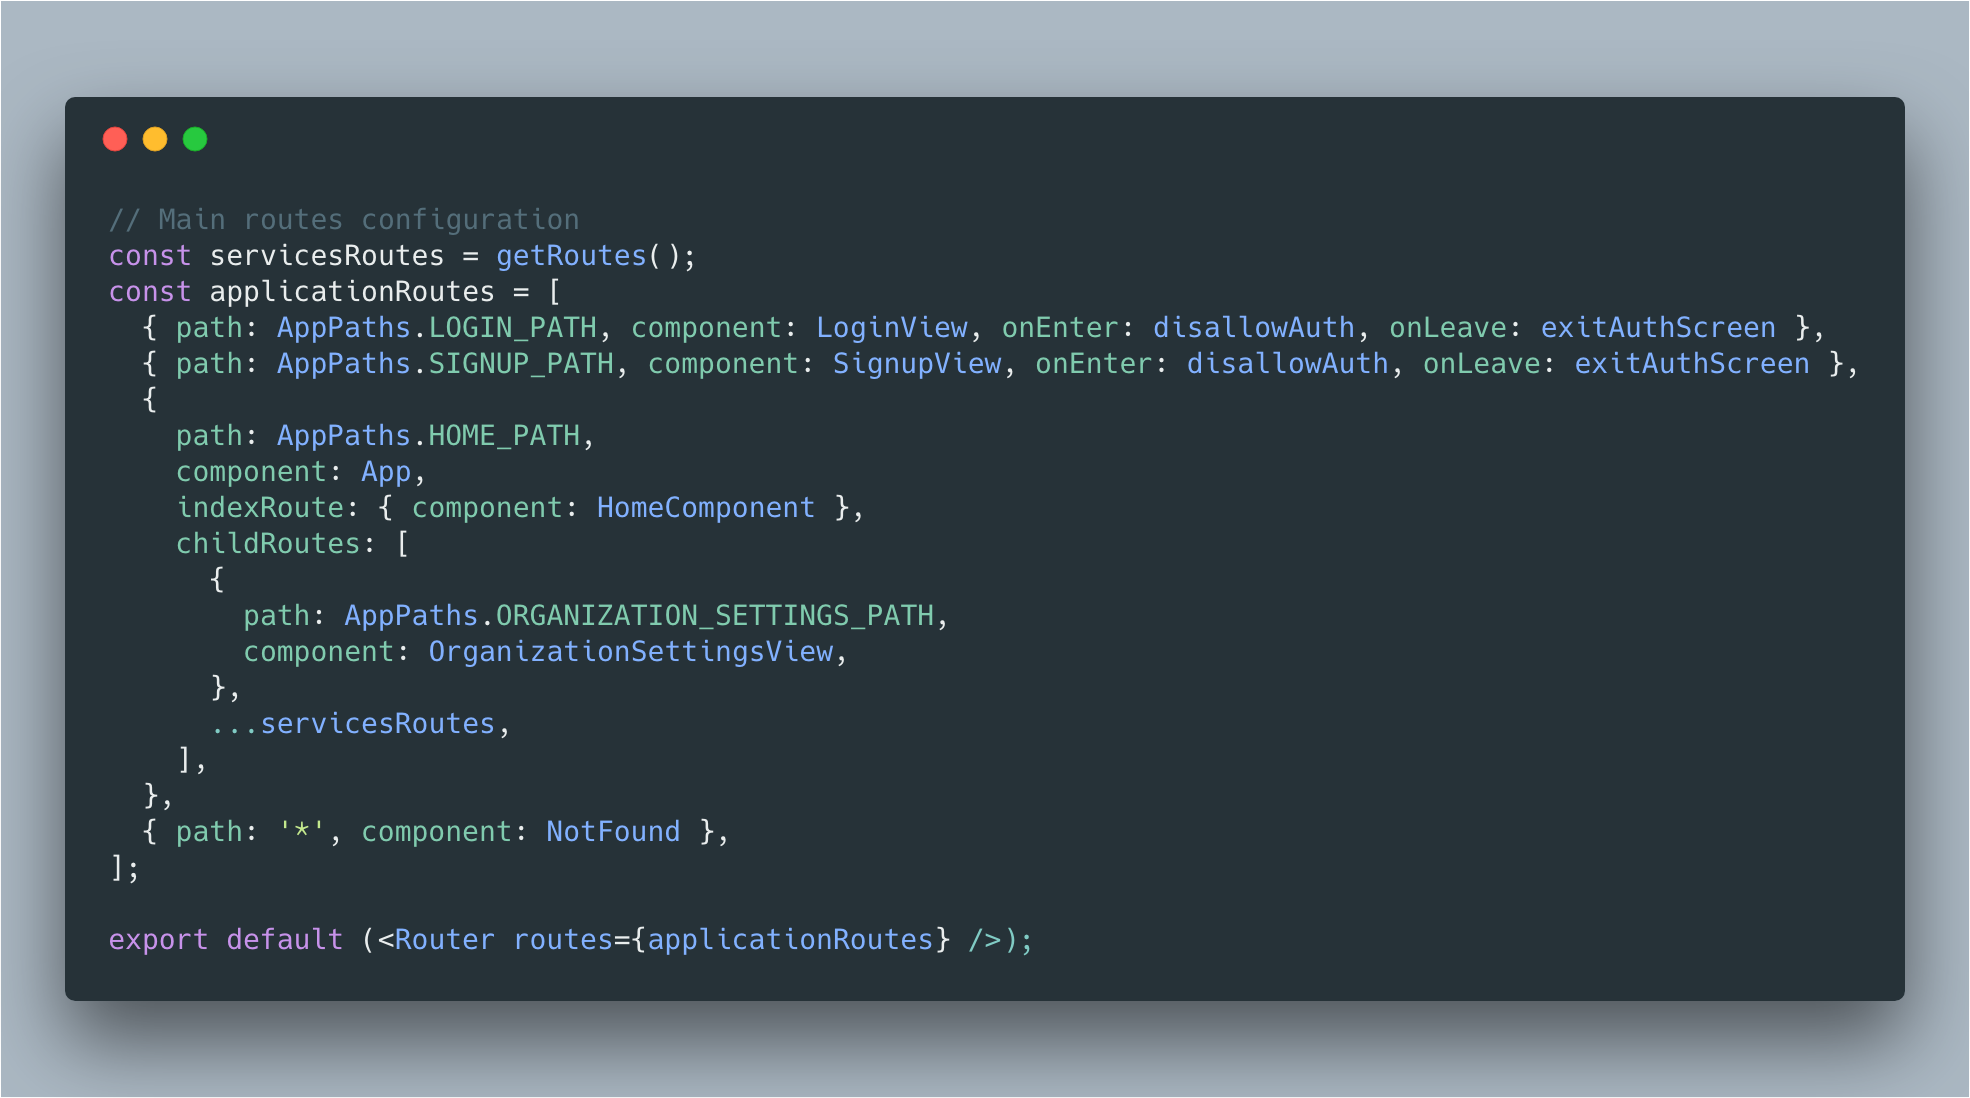 // Main routes configuration
const servicesRoutes = getRoutes();
const applicationRoutes = [
  { path: AppPaths.LOGIN_PATH, component: LoginView, onEnter: disallowAuth, onLeave: exitAuthScreen },
  { path: AppPaths.SIGNUP_PATH, component: SignupView, onEnter: disallowAuth, onLeave: exitAuthScreen },
  {
    path: AppPaths.HOME_PATH,
    component: App,
    indexRoute: { component: HomeComponent },
    childRoutes: [
      {
        path: AppPaths.ORGANIZATION_SETTINGS_PATH,
        component: OrganizationSettingsView,
      },
      ...servicesRoutes,
    ],
  },
  { path: '*', component: NotFound },
];

export default (<Router routes={applicationRoutes} />);